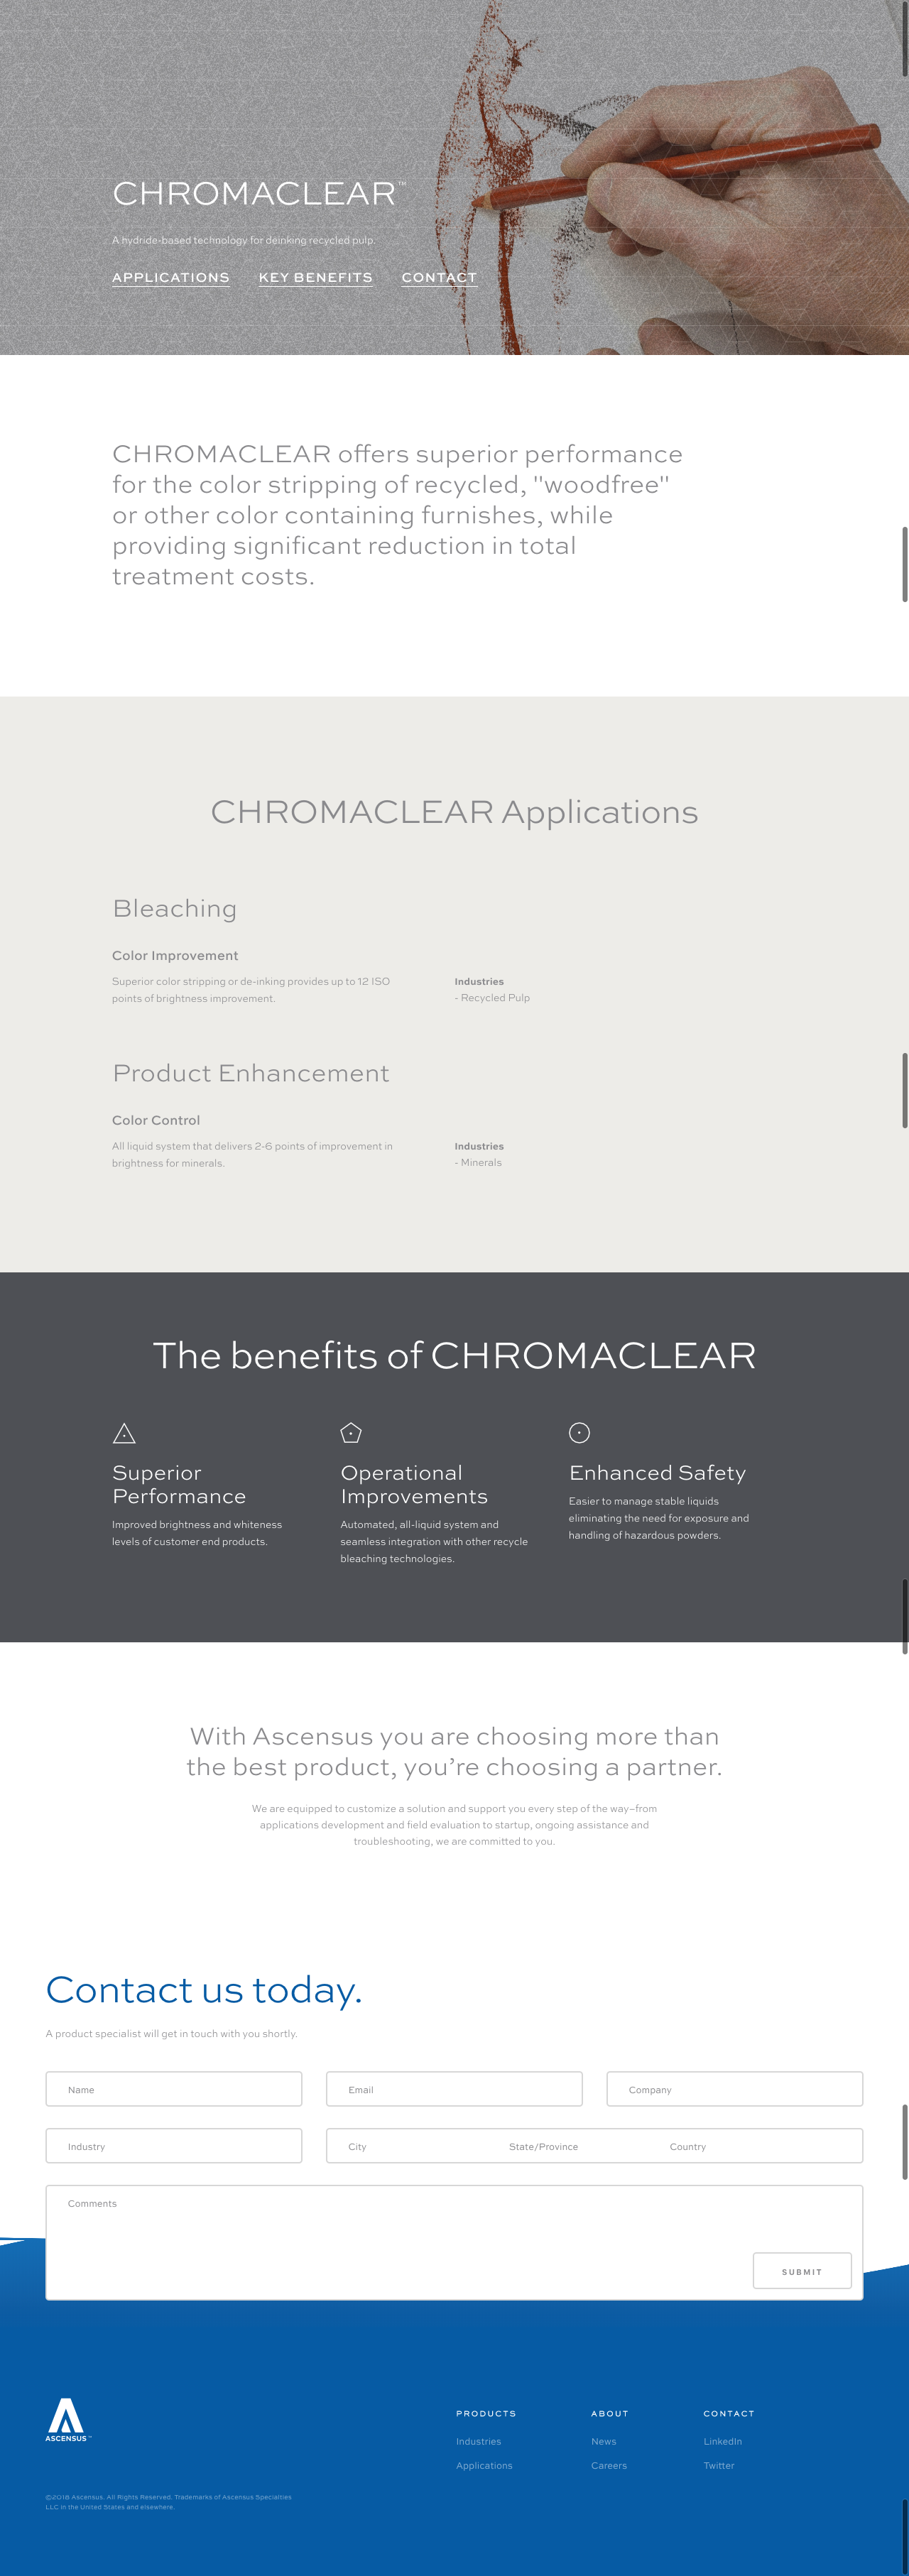 CHROMACLEAR™
A hydride-based technology for deinking recycled pulp.
APPLICATIONS KEY BENEFITS CONTACT
CHROMACLEAR offers superior performance
for the color stripping of recycled, "woodfree"
or other color containing furnishes, while
providing significant reduction in total
treatment costs.
CHROMACLEAR Applications
Bleaching
Color Improvement
Superior color stripping or de-inking provides up to 12 ISO
points of brightness improvement.
Industries
- Recycled Pulp
Product Enhancement
Color Control
All liquid system that delivers 2-6 points of improvement in
brightness for minerals.
Industries
- Minerals
The benefits of CHROMACLEAR
Superior
Performance
Improved brightness and whiteness
levels of customer end products.
Operational
Improvements
Automated, all-liquid system and
seamless integration with other recycle
bleaching technologies.
Enhanced Safety
Easier to manage stable liquids
eliminating the need for exposure and
handling of hazardous powders.
With Ascensus you are choosing more than
the best product, you’re choosing a partner.
We are equipped to customize a solution and support you every step of the way–from
applications development and field evaluation to startup, ongoing assistance and
troubleshooting, we are committed to you.
Contact us today.
A product specialist will get in touch with you shortly.
Name
Email
Company
Industry
City
State/Province
Country
Comments
SUBMIT
ASCENSUS™
PRODUCTS
Industries
Applications
ABOUT
News
Careers
CONTACT
LinkedIn
Twitter
©2018 Ascensus. All Rights Reserved. Trademarks of Ascensus Specialties
LLC in the United States and elsewhere.